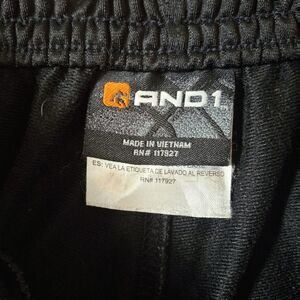 AND1
MADE IN VIETNAM
RN# 117927
ES: VEA LA ETIQUETA DE LAVADO AL REVERSO
RN# 117927